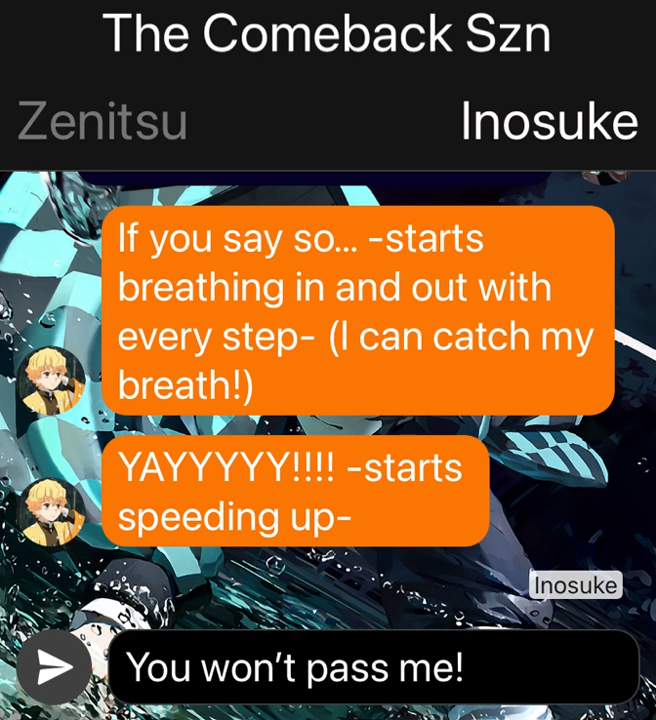 The Comeback Szn
Zenitsu
Inosuke
If you say so... -starts
breathing in and out with
every step- (I can catch my
breath!)
YAYYYYY!!!! -starts
speeding up-
Inosuke
You won’t pass me!